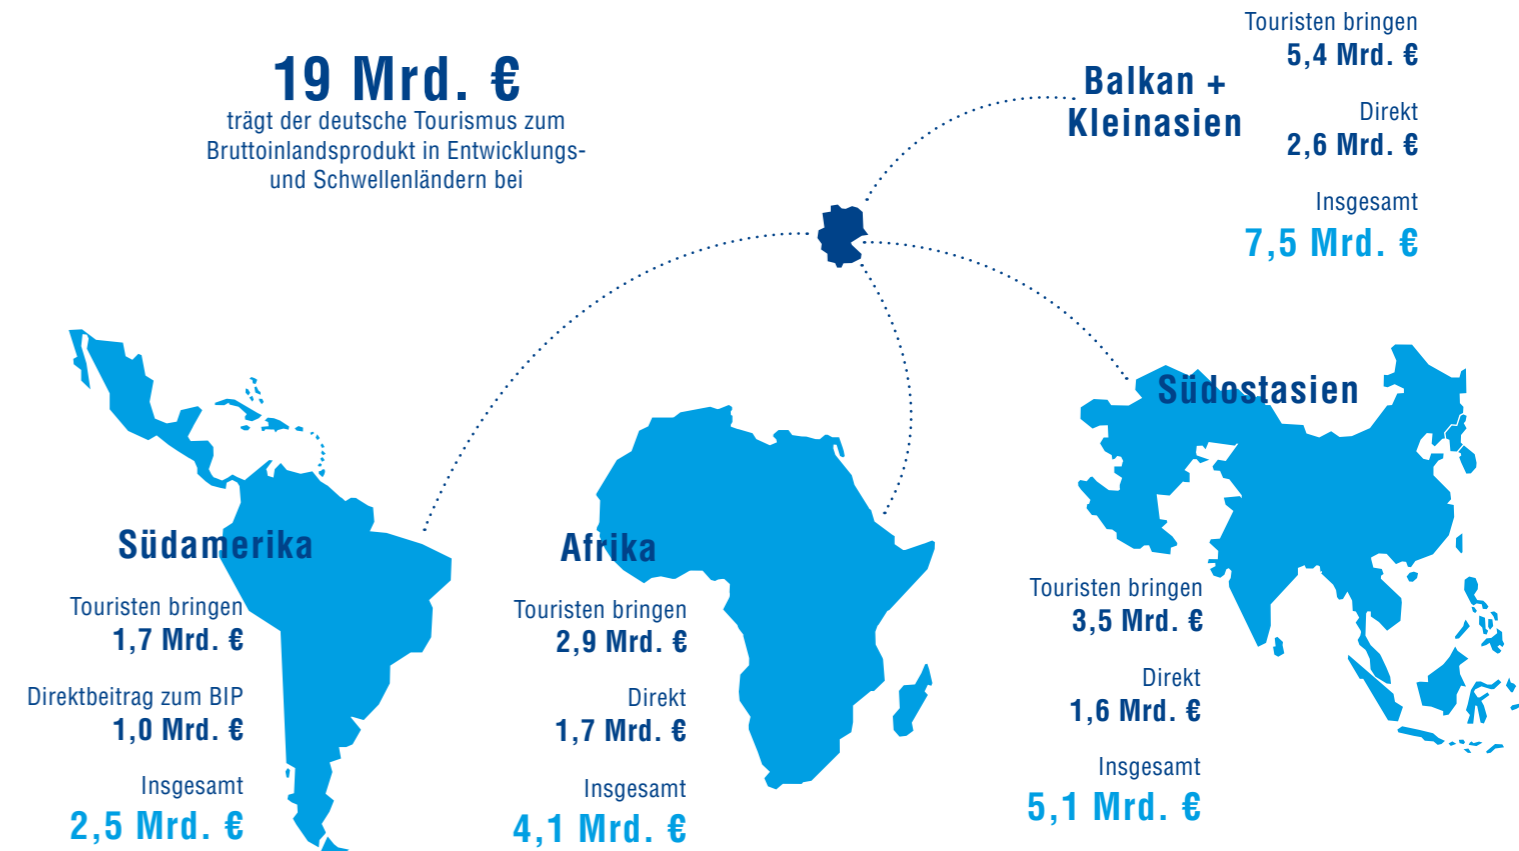 19 Mrd. €
trägt der deutsche Tourismus zum
Bruttoinlandsprodukt in Entwicklungs-
und Schwellenländern bei
Balkan +
Kleinasien
Touristen bringen
5,4 Mrd. €
Direkt
2,6 Mrd. €
Insgesamt
7,5 Mrd. €
Südamerika
Touristen bringen
1,7 Mrd. €
Direktbeitrag zum BIP
1,0 Mrd. €
Insgesamt
2,5 Mrd. €
Afrika
Touristen bringen
2,9 Mrd. €
Direkt
1,7 Mrd. €
Insgesamt
4,1 Mrd. €
Südostasien
Touristen bringen
3,5 Mrd. €
Direkt
1,6 Mrd. €
Insgesamt
5,1 Mrd. €